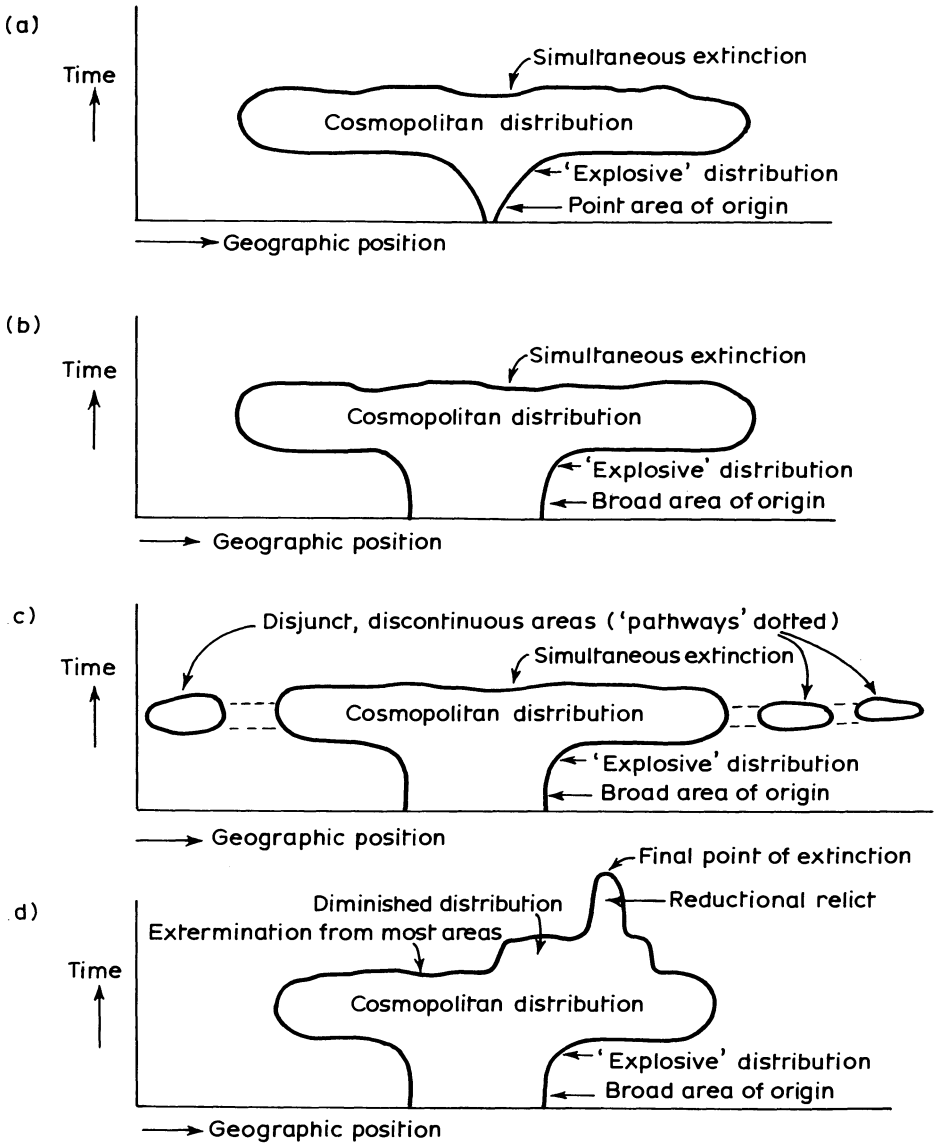 (a)
Time
Simultaneous extinction
Cosmopolitan distribution
'Explosive' distribution
Point area of origin
Geographic position
(b)
Time
Simultaneous extinction
Cosmopolitan distribution
'Explosive' distribution
Broad area of origin
Geographic position
c)
Disjunct, discontinuous areas ('pathways' dotted)
Time
Simultaneous extinction
Cosmopolitan distribution
'Explosive' distribution
Broad area of origin
Geographic position
d)
Final point of extinction
Diminished distribution
Reductional relict
Extermination from most areas
Time
Cosmopolitan distribution
'Explosive' distribution
Broad area of origin
Geographic position